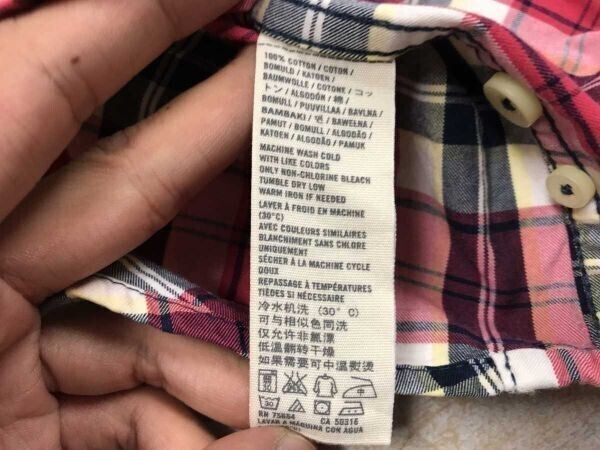 100% COTTON / COTON /
BOMULD / KATOEN /
BAUMWOLLE / COTONE / コッ
トン / ALGODÓN / 棉 /
BOMULL / PUUVILLAA / BAVLNA /
ΒΑΜΒΑΚΙ / 면 / BAWEŁNA /
PAMUT / BOMULL / ALGODÃO /
KATOEN / ALGODÃO / PAMUK
MACHINE WASH COLD
WITH LIKE COLORS
ONLY NON-CHLORINE BLEACH
TUMBLE DRY LOW
WARM IRON IF NEEDED
LAVER À FROID EN MACHINE
(30°C)
AVEC COULEURS SIMILAIRES
BLANCHIMENT SANS CHLORE
UNIQUEMENT
SÉCHER À LA MACHINE CYCLE
DOUX
REPASSAGE À TEMPÉRATURES
TIÈDES SI NÉCESSAIRE
冷水机洗 (30° C)
可与相似色同洗
仅允许非氯漂
低温翻转干燥
如果需要可中温熨烫
30
RN 75654 CA 50316
LAVAR A MÁQUINA CON AGUA